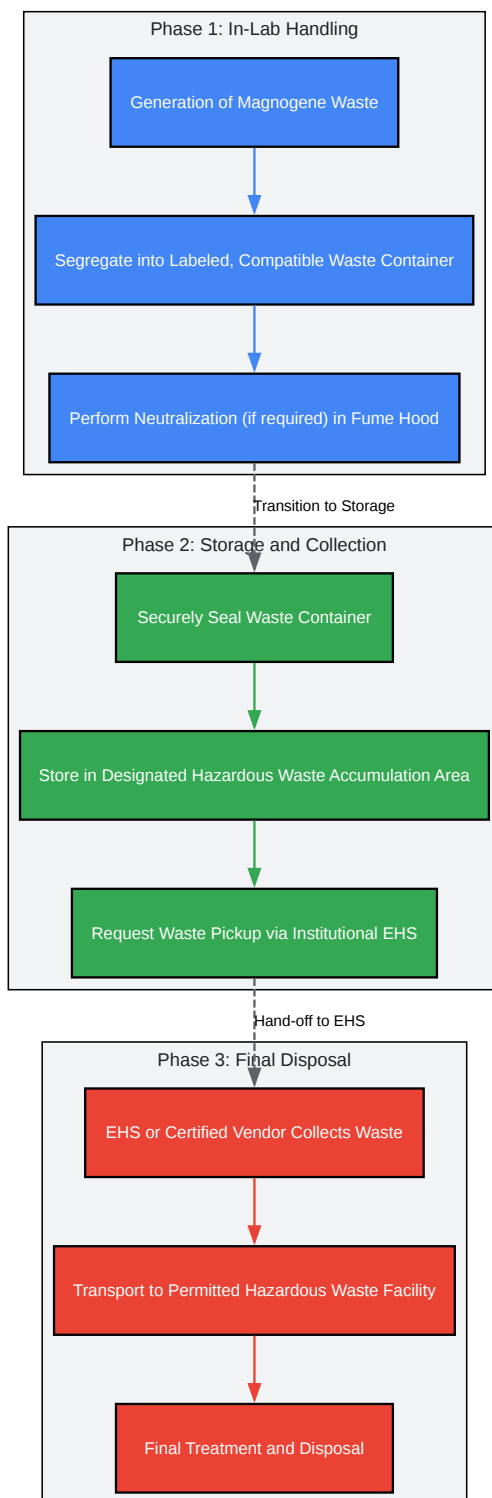 Phase 1: In-Lab Handling
Generation of Magnogene Waste
Segregate into Labeled, Compatible Waste Container
Perform Neutralization (if required) in Fume Hood
Transition to Storage
Phase 2: Storage and Collection
Securely Seal Waste Container
Store in Designated Hazardous Waste Accumulation Area
Request Waste Pickup via Institutional EHS
Hand-off to EHS
Phase 3: Final Disposal
EHS or Certified Vendor Collects Waste
Transport to Permitted Hazardous Waste Facility
Final Treatment and Disposal